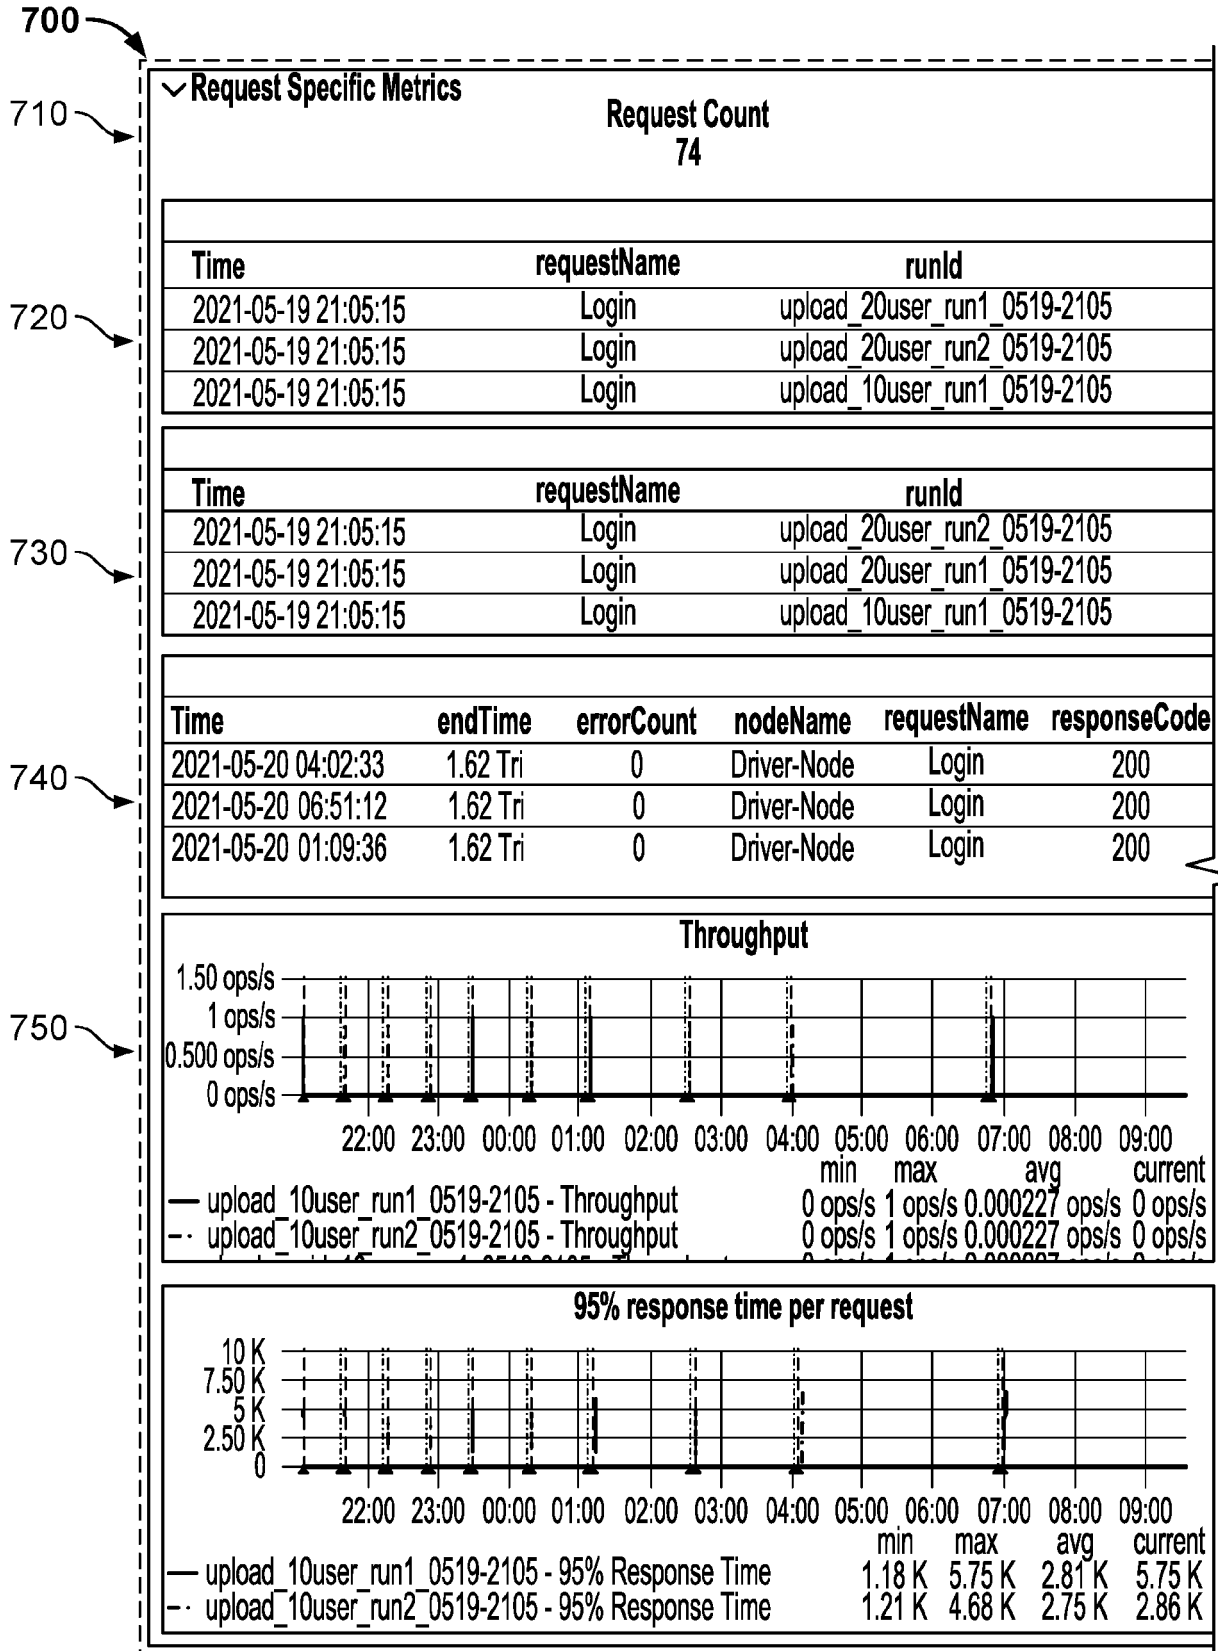 700
Request Specific Metrics
710
Request Count
74
Time requestName runId
2021-05-19 21:05:15 Login upload_20user_run1_0519-2105
720
2021-05-19 21:05:15 Login upload_20user_run2_0519-2105
2021-05-19 21:05:15 Login upload_10user_run1_0519-2105
Time requestName runId
2021-05-19 21:05:15 Login upload_20user_run2_0519-2105
730
2021-05-19 21:05:15 Login upload_20user_run1_0519-2105
2021-05-19 21:05:15 Login upload_10user_run1_0519-2105
Time endTime errorCount nodeName requestName responseCode
2021-05-20 04:02:33 1.62 Tri 0 Driver-Node Login 200
740
2021-05-20 06:51:12 1.62 Tri 0 Driver-Node Login 200
2021-05-20 01:09:36 1.62 Tri 0 Driver-Node Login 200
Throughput
1.50 ops/s
1 ops/s
750
0.500 ops/s
0 ops/s
22:00 23:00 00:00 01:00 02:00 03:00 04:00 05:00 06:00 07:00 08:00 09:00
min max avg current
upload_10user_run1_0519-2105 - Throughput 0 ops/s 1 ops/s 0.000227 ops/s 0 ops/s
upload_10user_run2_0519-2105 - Throughput 0 ops/s 1 ops/s 0.000227 ops/s 0 ops/s
95% response time per request
10 K
7.50 K
5 K
2.50 K
0
22:00 23:00 00:00 01:00 02:00 03:00 04:00 05:00 06:00 07:00 08:00 09:00
min max avg current
upload_10user_run1_0519-2105 - 95% Response Time 1.18 K 5.75 K 2.81 K 5.75 K
upload_10user_run2_0519-2105 - 95% Response Time 1.21 K 4.68 K 2.75 K 2.86 K